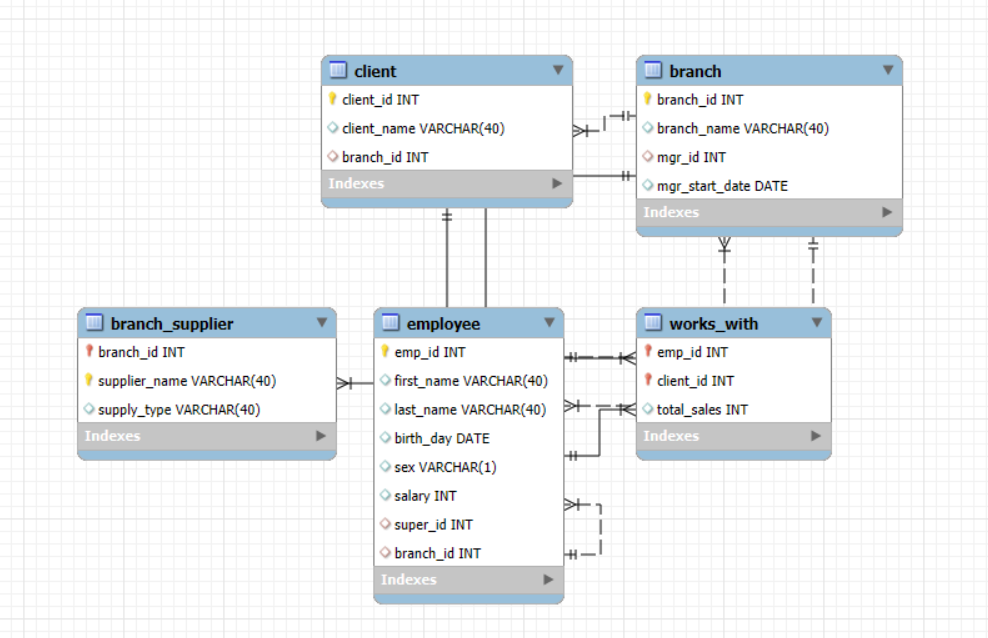 client
client_id INT
client_name VARCHAR(40)
branch_id INT
Indexes
branch
branch_id INT
branch_name VARCHAR(40)
mgr_id INT
mgr_start_date DATE
Indexes
branch_supplier
branch_id INT
supplier_name VARCHAR(40)
supply_type VARCHAR(40)
Indexes
employee
emp_id INT
first_name VARCHAR(40)
last_name VARCHAR(40)
birth_day DATE
sex VARCHAR(1)
salary INT
super_id INT
branch_id INT
Indexes
works_with
emp_id INT
client_id INT
total_sales INT
Indexes